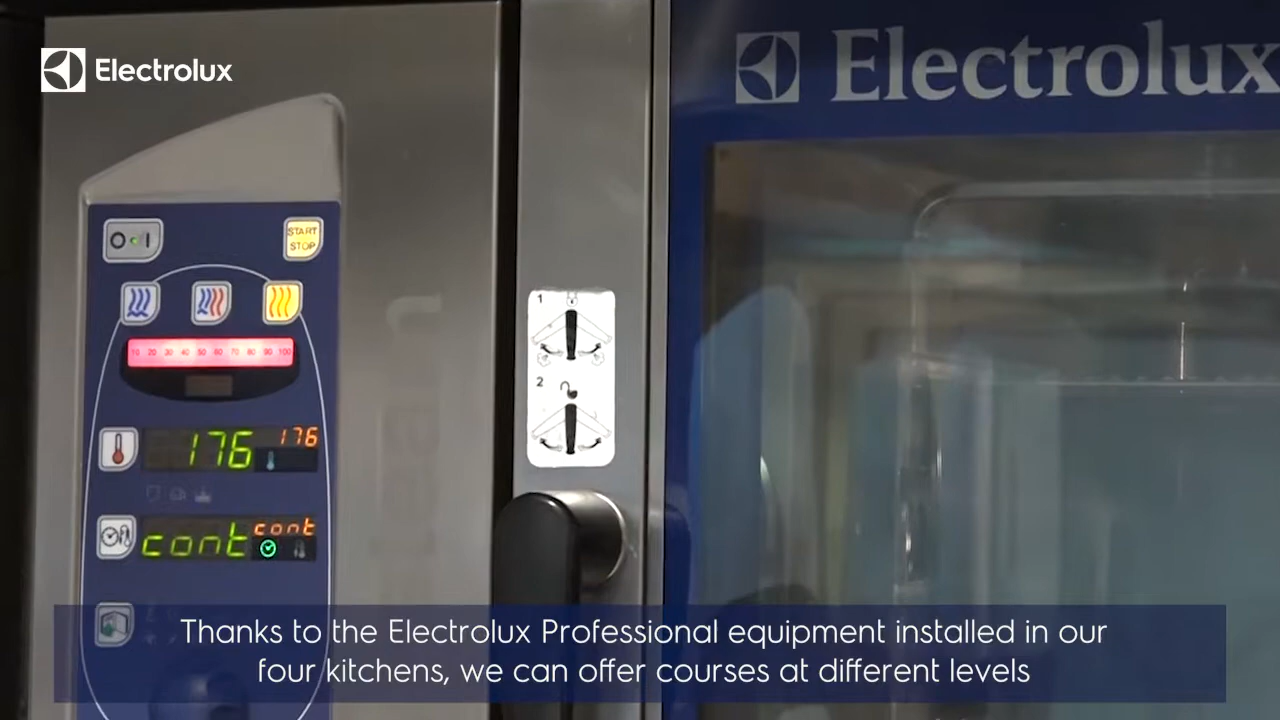 Electrolux
Electrolux
START
STOP
10 20 30 40 50 60 70 80 90 100
176
176
cont
cont
1
2
Thanks to the Electrolux Professional equipment installed in our
four kitchens, we can offer courses at different levels